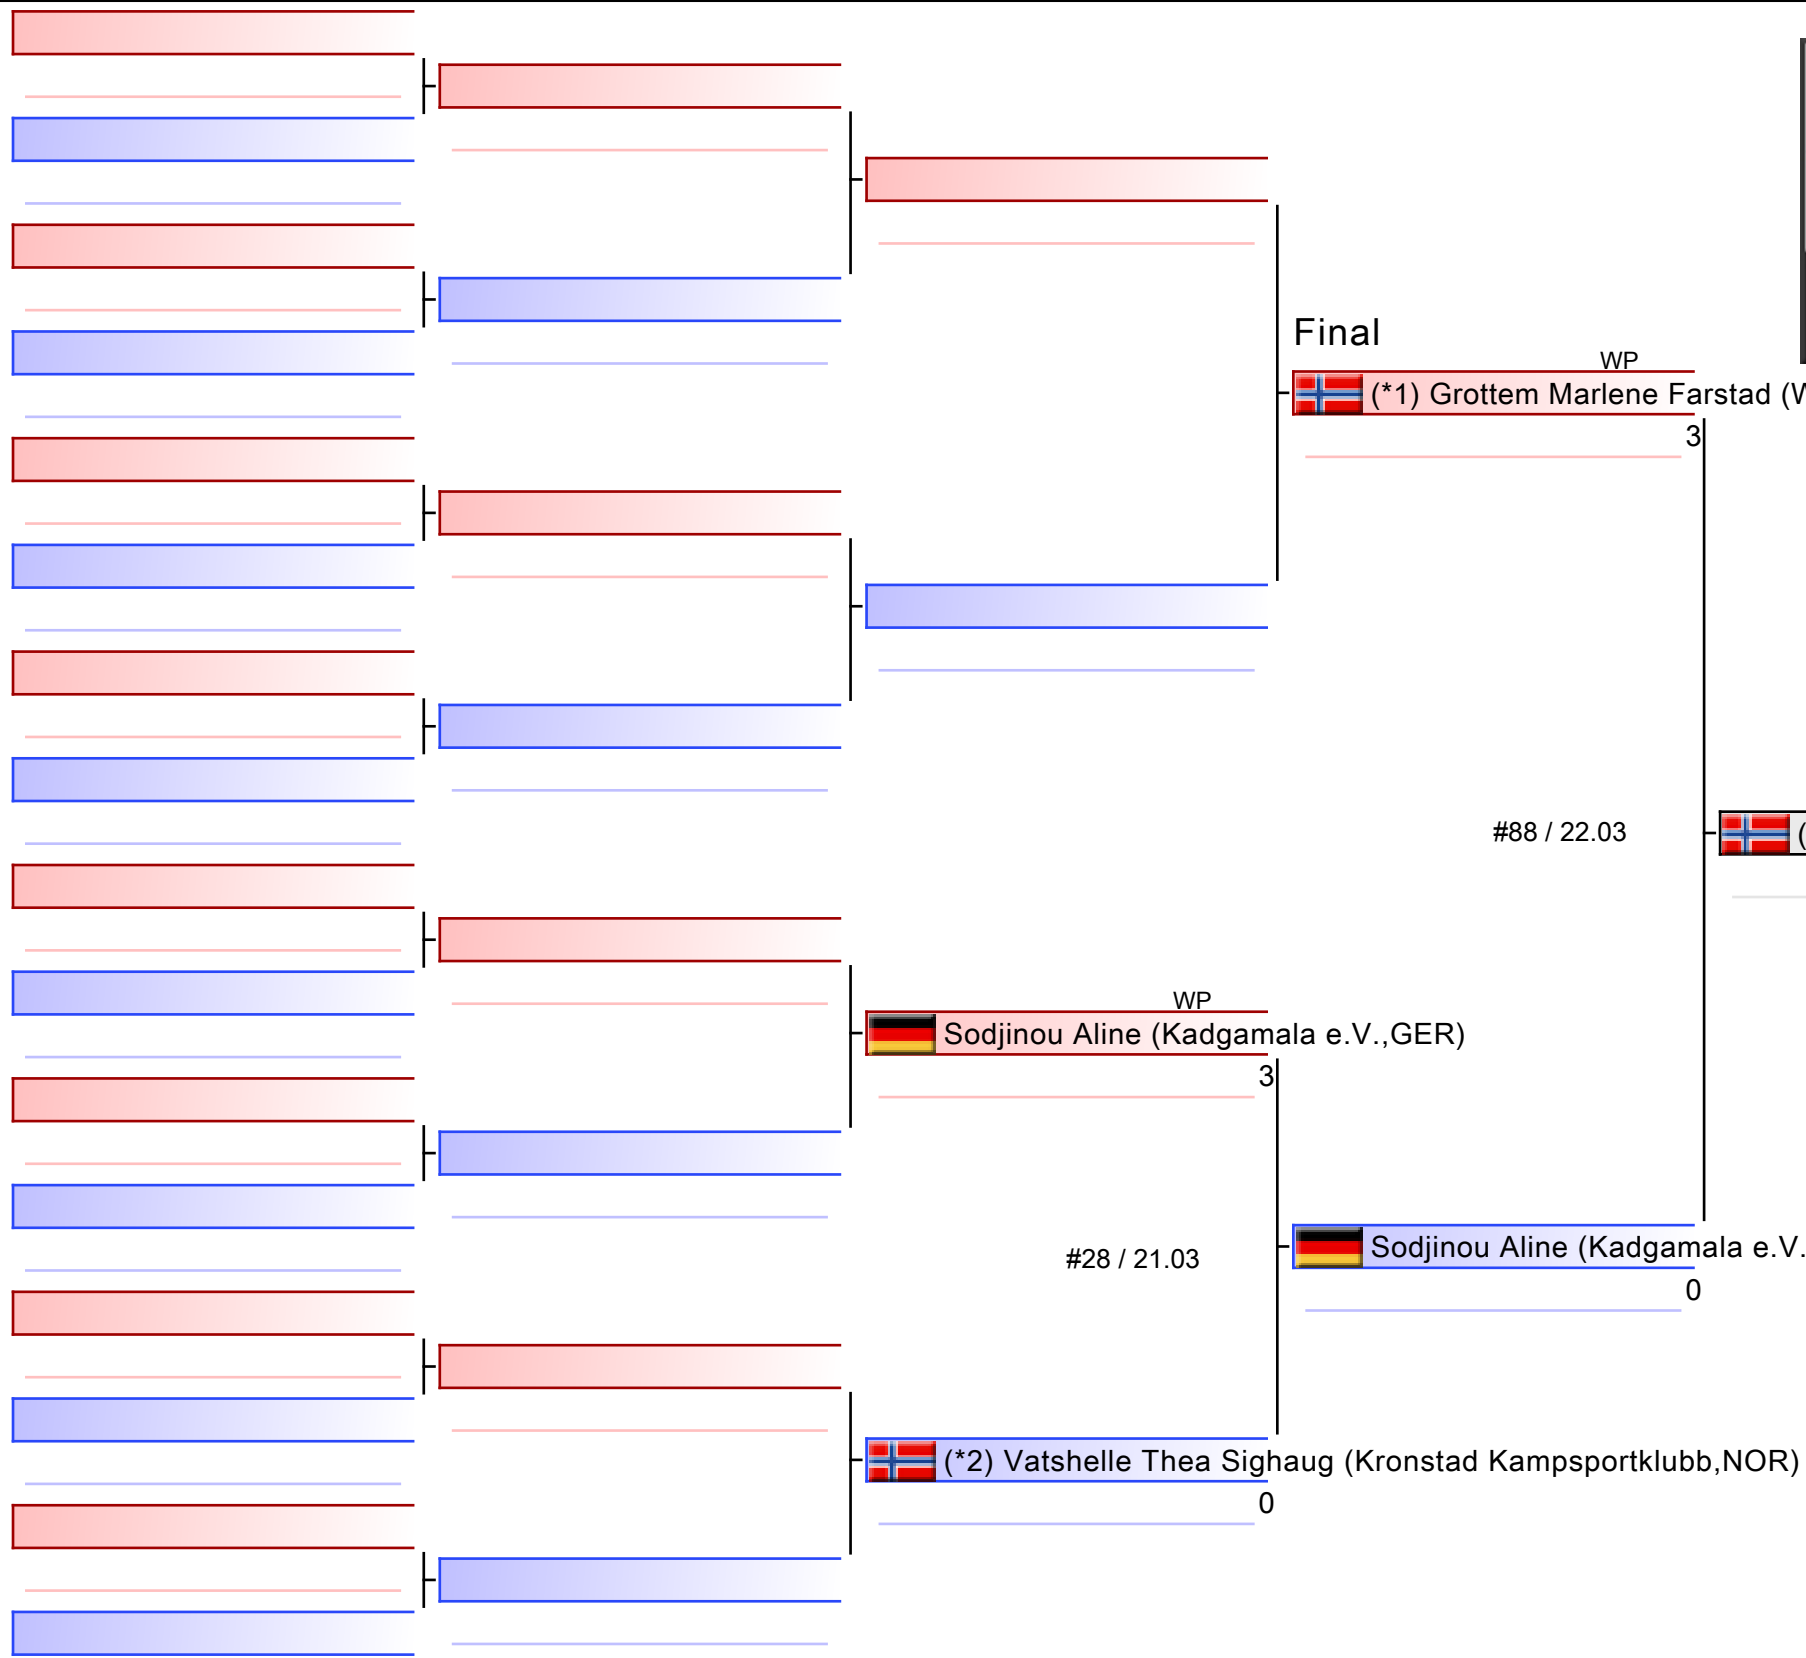 Final
WP
(*1) Grottem Marlene Farstad (W
3
#88 / 22.03
(
WP
Sodjinou Aline (Kadgamala e.V.,GER)
3
#28 / 21.03
Sodjinou Aline (Kadgamala e.V.
0
(*2) Vatshelle Thea Sighaug (Kronstad Kampsportklubb,NOR)
0